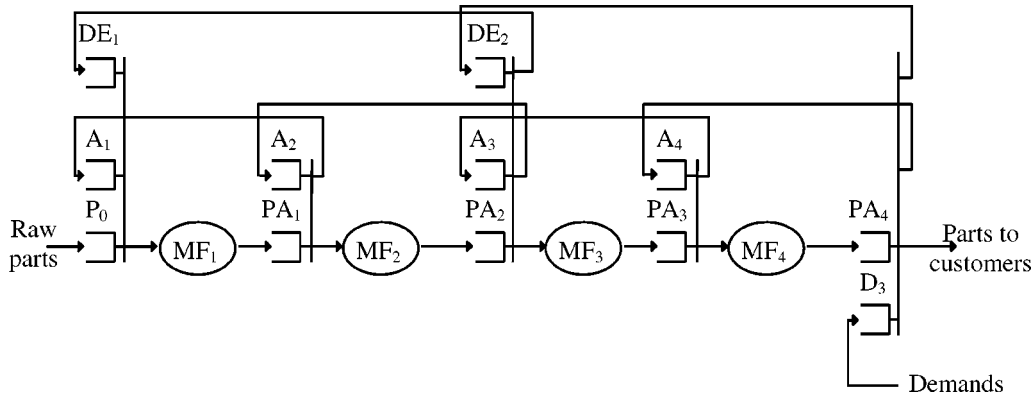 DE₁ DE₂
A₁ A₂ A₃ A₄
P₀ PA₁ PA₂ PA₃ PA₄
Raw
parts
MF₁ MF₂ MF₃ MF₄
Parts to
customers
D₃
Demands